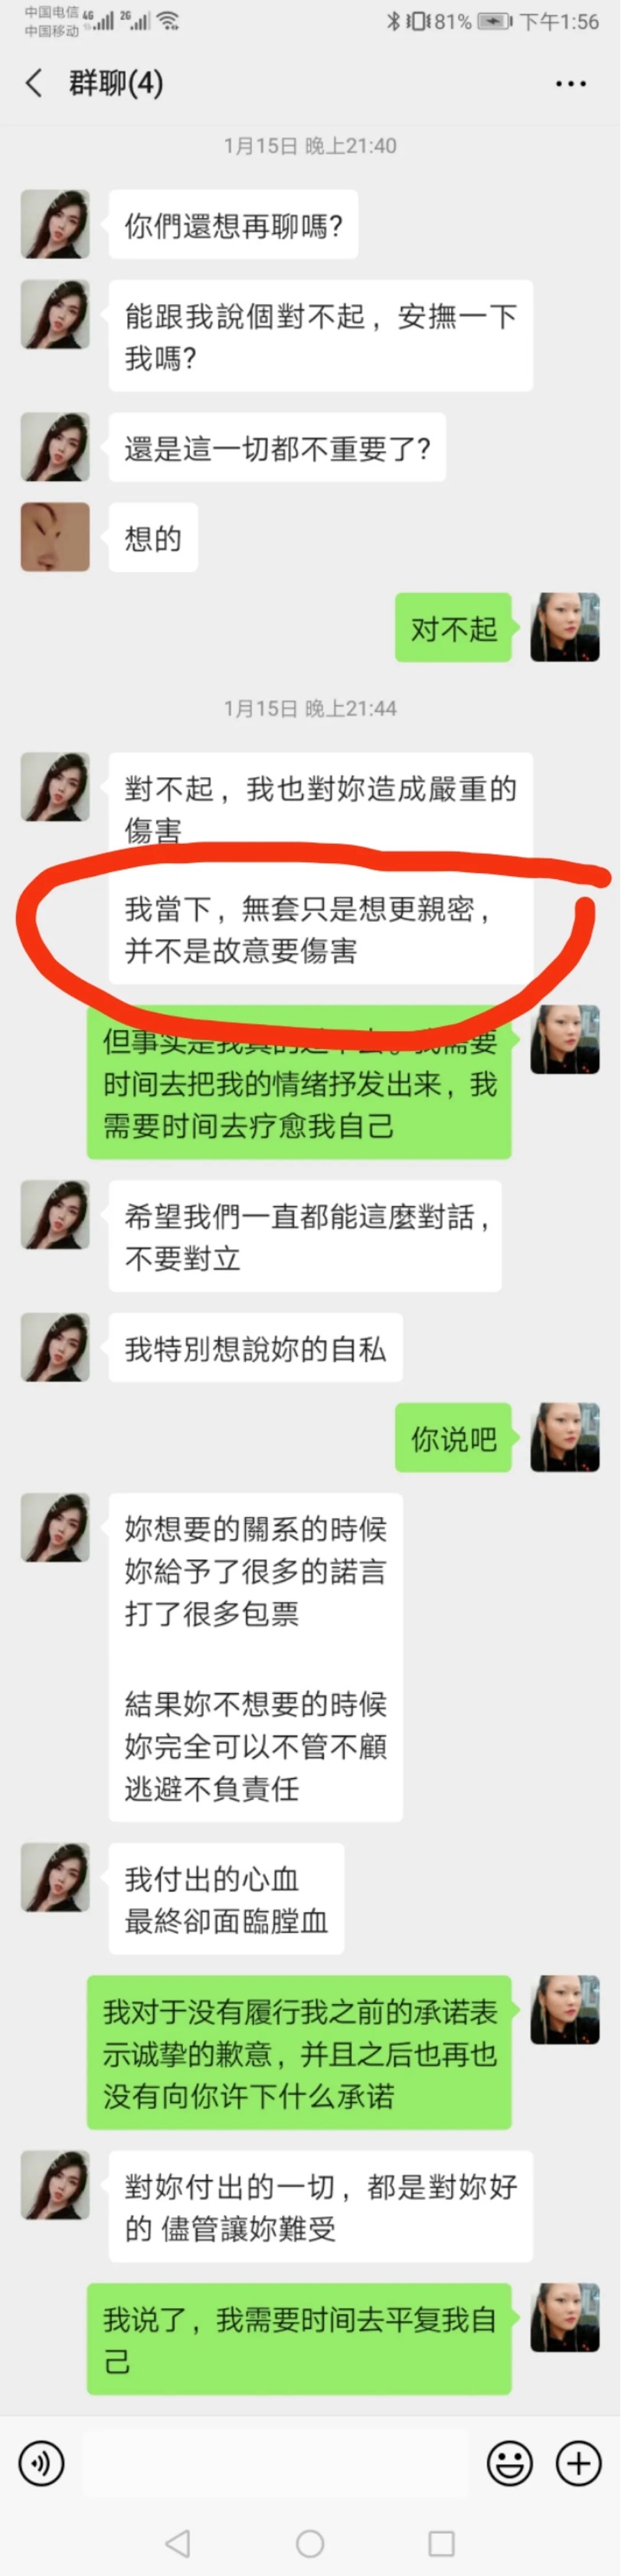 中国电信 4G 2G
中国移动
81% 下午1:56
群聊(4)
1月15日 晚上21:40
你們還想再聊嗎?
能跟我說個對不起，安撫一下
我嗎?
還是這一切都不重要了?
想的
对不起
1月15日 晚上21:44
對不起，我也對妳造成嚴重的
傷害
我當下，無套只是想更親密，
并不是故意要傷害
但事实是我真的
需要
时间去把我的情绪抒发出来，我
需要时间去疗愈我自己
希望我們一直都能這麼對話，
不要對立
我特別想說妳的自私
你说吧
妳想要的關系的時候
妳給予了很多的諾言
打了很多包票
結果妳不想要的時候
妳完全可以不管不顧
逃避不負責任
我付出的心血
最終卻面臨膛血
我对于没有履行我之前的承诺表
示诚挚的歉意，并且之后也再也
没有向你许下什么承诺
對妳付出的一切，都是對妳好
的 儘管讓妳難受
我说了，我需要时间去平复我自
己